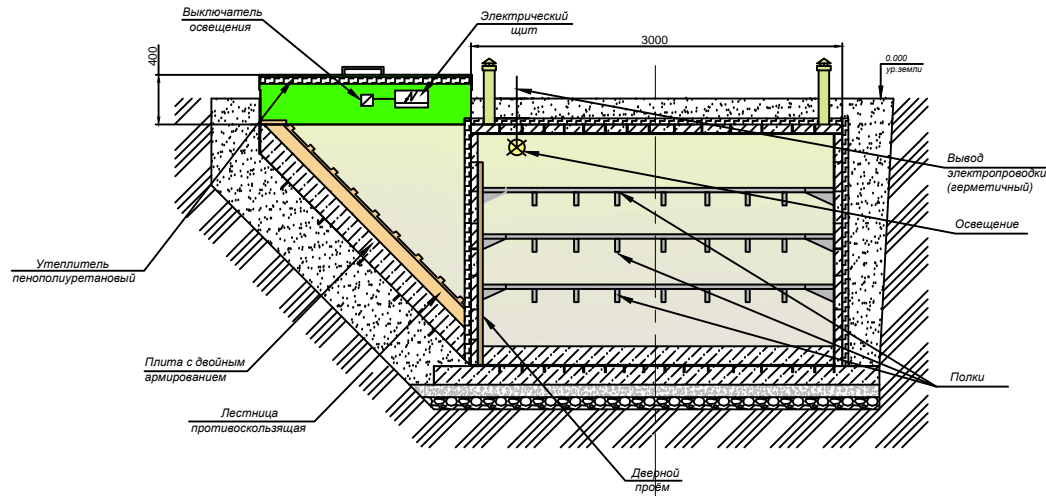 Выключатель
освещения
Электрический
щит
3000
400
0.000
ур.земли
Вывод
электропроводки
(герметичный)
Освещение
Утеплитель
пенополиуретановый
Плита с двойным
армированием
Полки
Лестница
противоскользящая
Дверной
проём